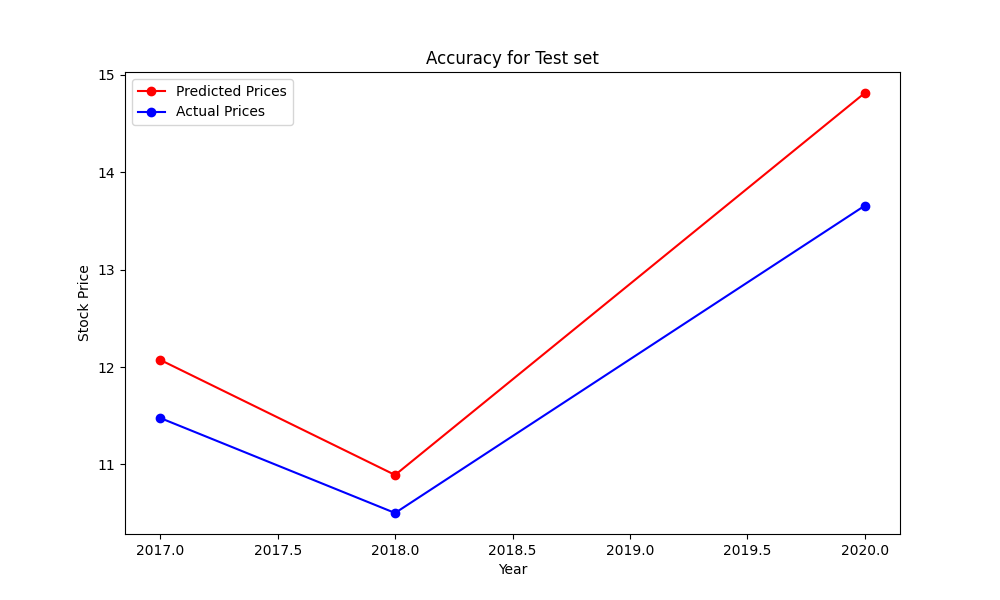 Accuracy for Test set
Predicted Prices
Actual Prices
15
14
13
12
11
Stock Price
2017.0 2017.5 2018.0 2018.5 2019.0 2019.5 2020.0
Year